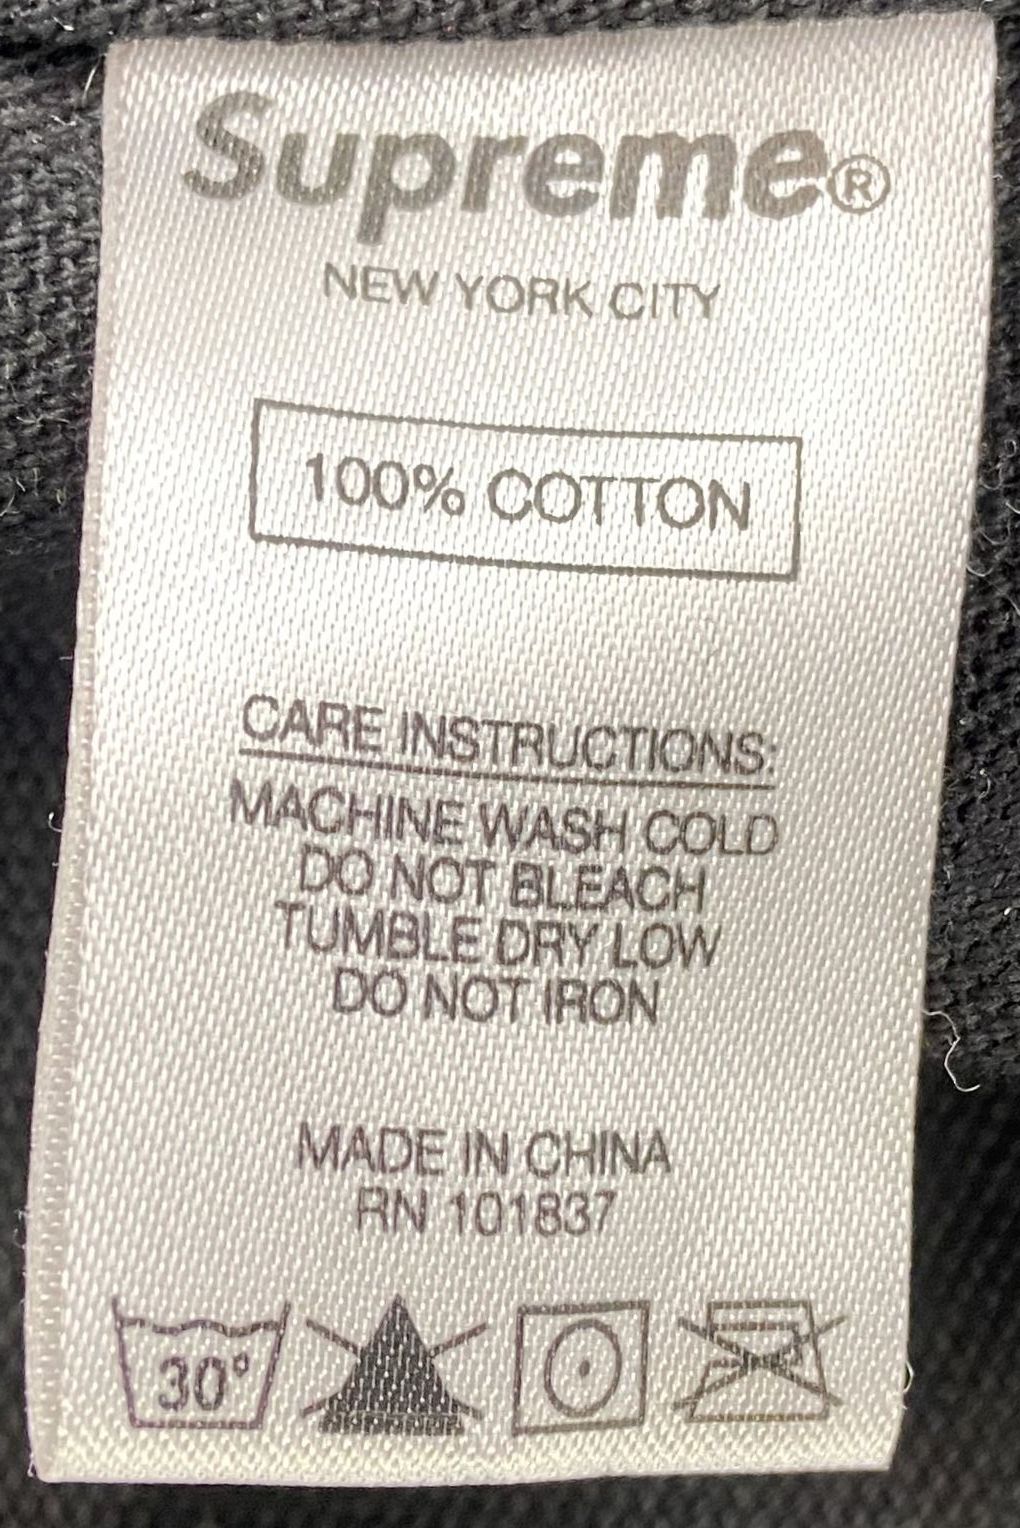 Supreme®
NEW YORK CITY
100% COTTON
CARE INSTRUCTIONS:
MACHINE WASH COLD
DO NOT BLEACH
TUMBLE DRY LOW
DO NOT IRON
MADE IN CHINA
RN 101837
30°